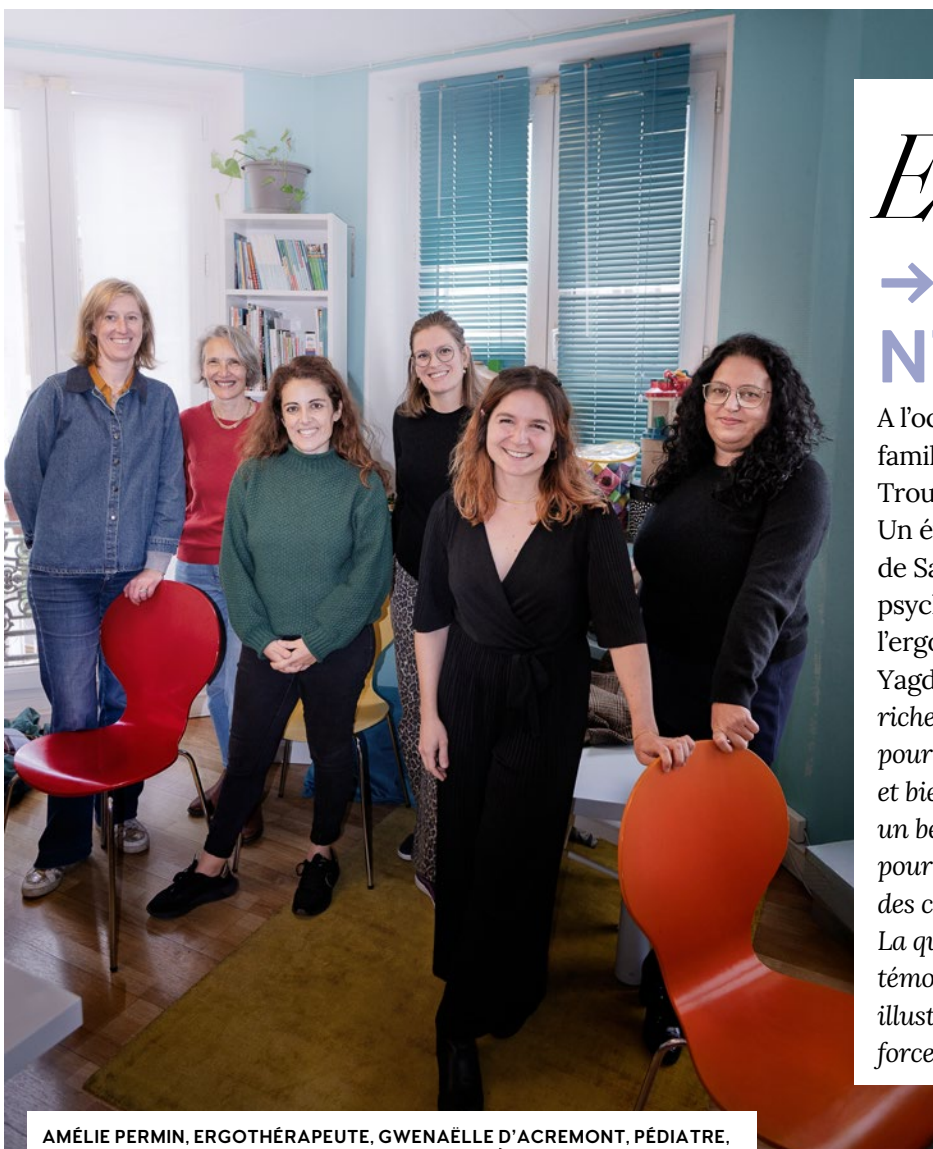 E
→
N
A l'oc
famil
Trou
Un é
de Sa
psycl
l'ergo
Yagd
riche
pour
et bie
un be
pour
des c
La qu
témo
illust
force
AMÉLIE PERMIN, ERGOTHÉRAPEUTE, GWENAËLLE D'ACREMONT, PÉDIATRE,